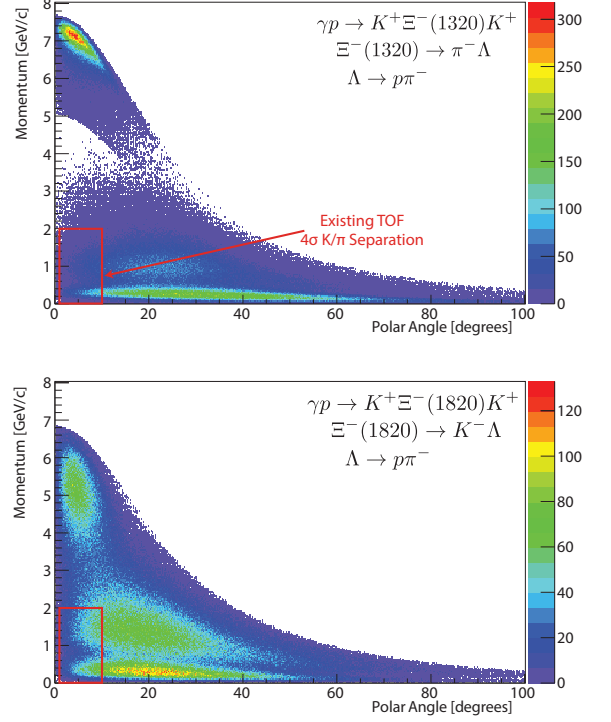 Momentum [GeV/c]
8
7
6
5
4
3
2
1
0
γp → K⁺Ξ⁻(1320)K⁺
Ξ⁻(1320) → π⁻Λ
Λ → pπ⁻
Existing TOF
4σ K/π Separation
0 20 40 60 80 100
Polar Angle [degrees]
300
250
200
150
100
50
0
Momentum [GeV/c]
8
7
6
5
4
3
2
1
0
γp → K⁺Ξ⁻(1820)K⁺
Ξ⁻(1820) → K⁻Λ
Λ → pπ⁻
0 20 40 60 80 100
Polar Angle [degrees]
120
100
80
60
40
20
0